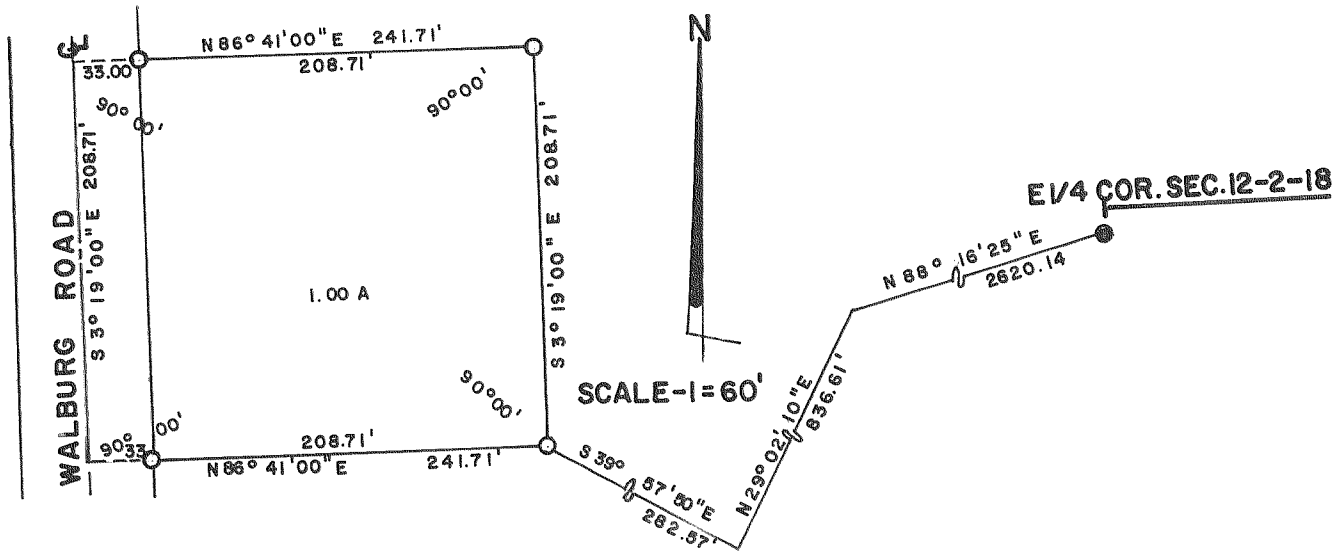 ℄
N 86° 41'00" E 241.71'
208.71'
33.00
90° 00'
90°00'
S 3° 19'00" E 208.71'
WALBURG ROAD
1.00 A
S 3° 19'00" E 208.71'
90°00'
90° 00'
33
208.71'
N 86° 41'00" E 241.71'
N
SCALE-1=60'
E1/4 COR. SEC.12-2-18
N 88° 16'25" E
2620.14
N 29° 02' 10" E
836.61'
S 39° 57'50" E
282.57'